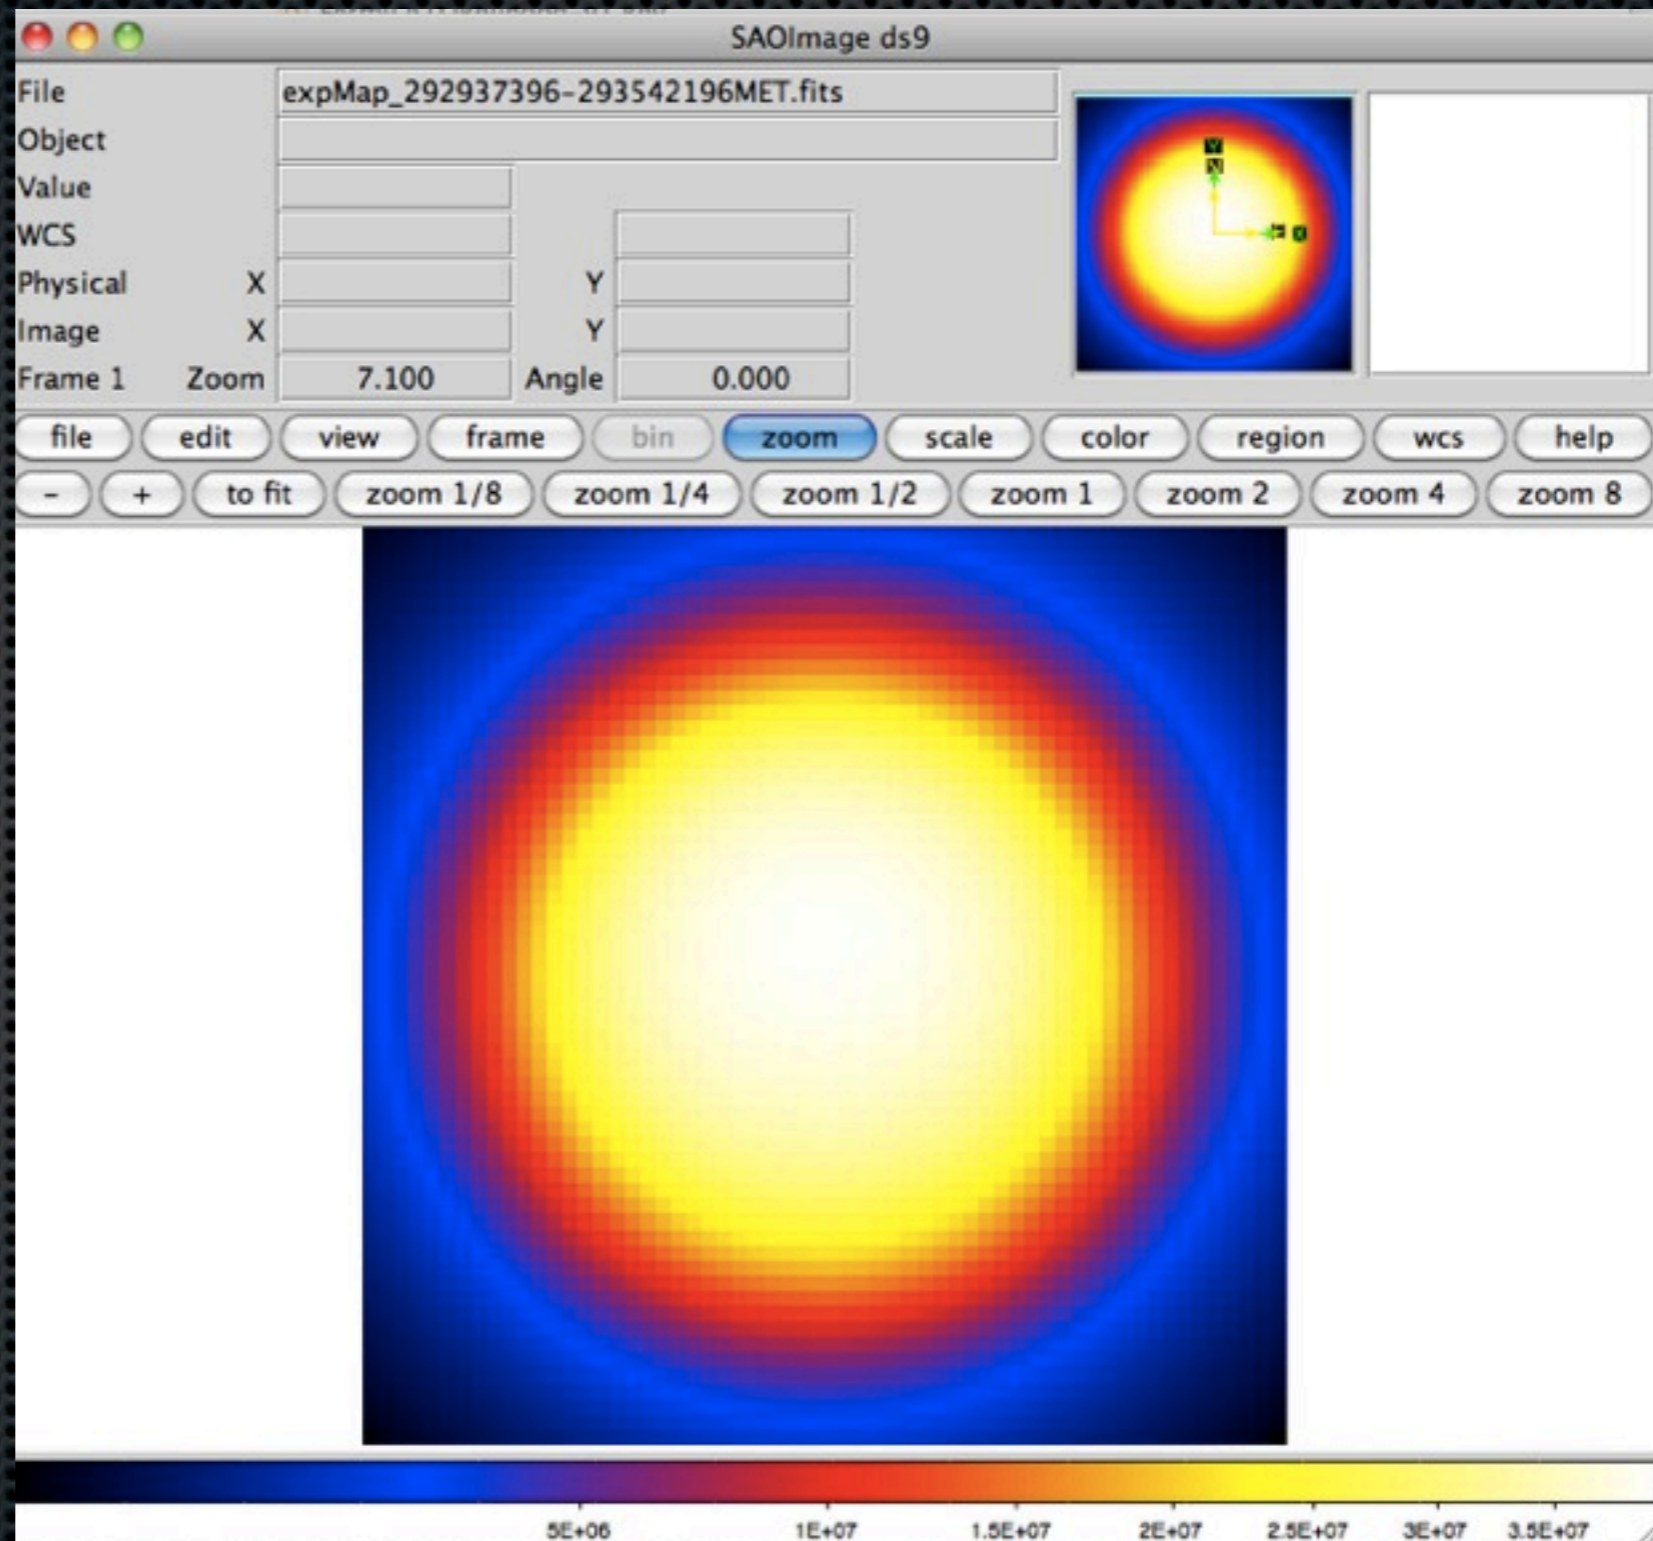 SAOImage ds9
File expMap_292937396-293542196MET.fits
Object
Value
WCS
Physical X Y
Image X Y
Frame 1 Zoom 7.100 Angle 0.000
file edit view frame bin zoom scale color region wcs help
- + to fit zoom 1/8 zoom 1/4 zoom 1/2 zoom 1 zoom 2 zoom 4 zoom 8
5E+06 1E+07 1.5E+07 2E+07 2.5E+07 3E+07 3.5E+07